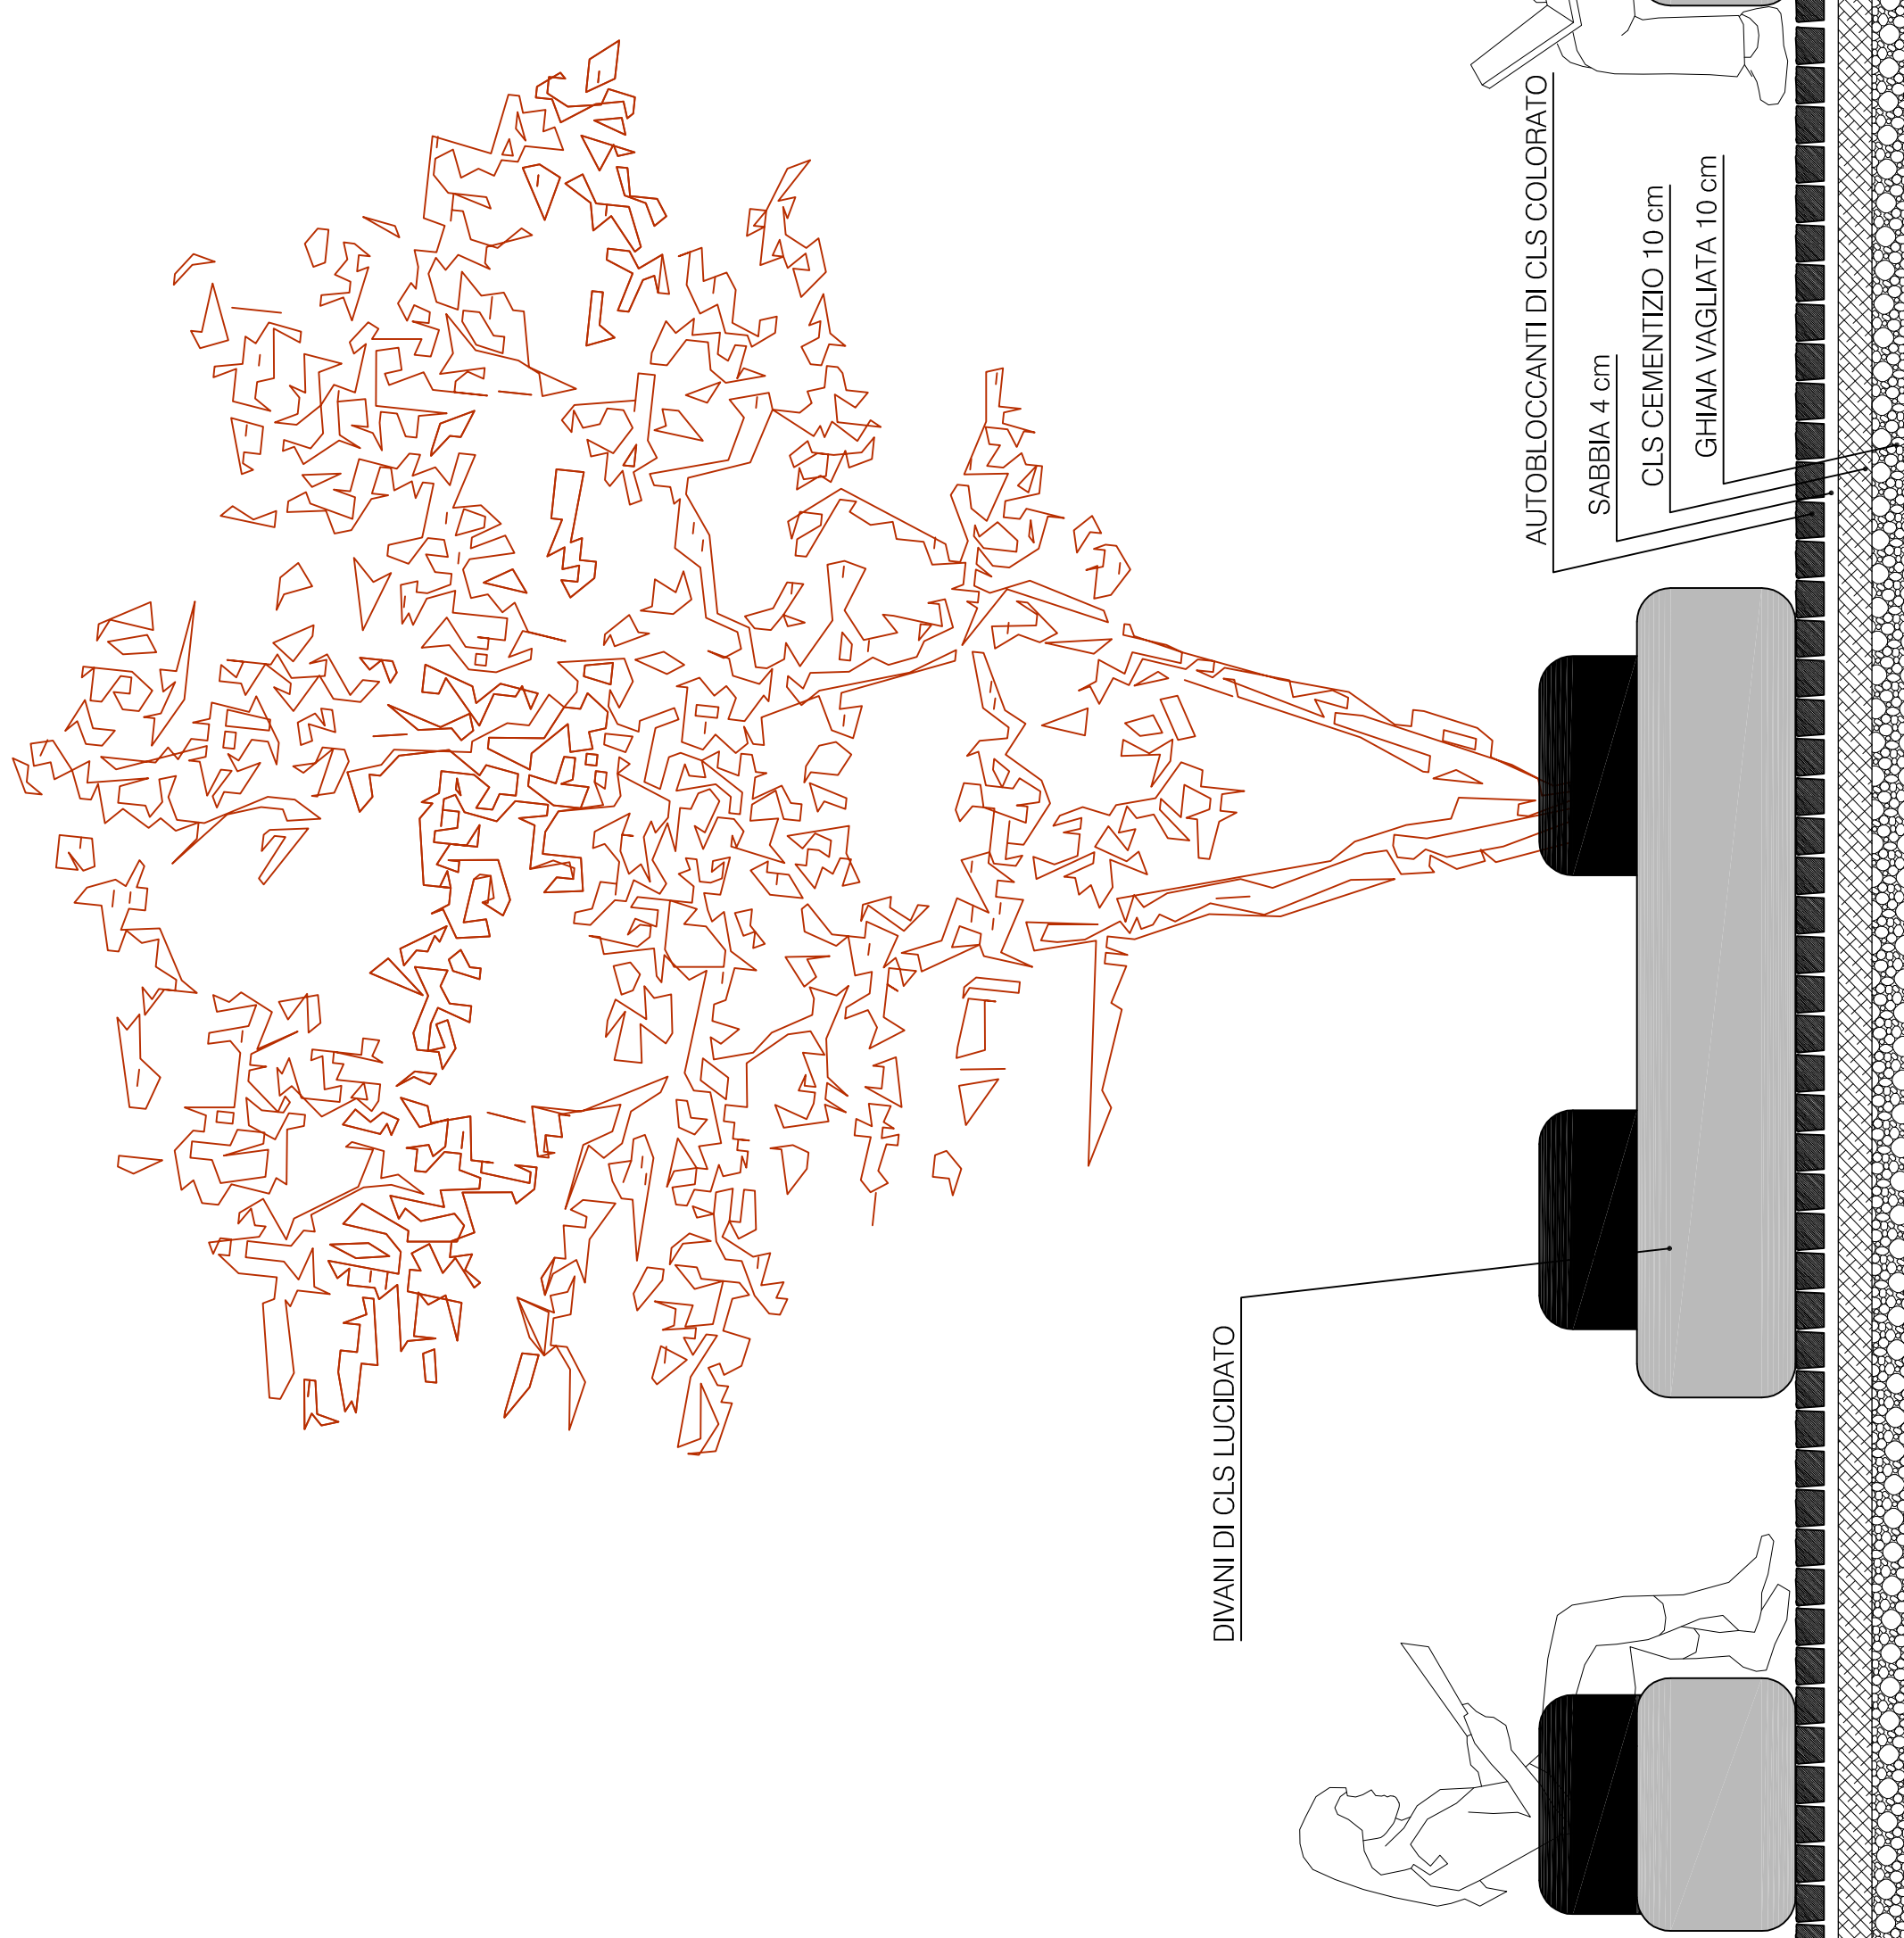 DIVANI DI CLS LUCIDATO
AUTOBLOCCANTI DI CLS COLORATO
SABBIA 4 cm
CLS CEMENTIZIO 10 cm
GHIAIA VAGLIATA 10 cm